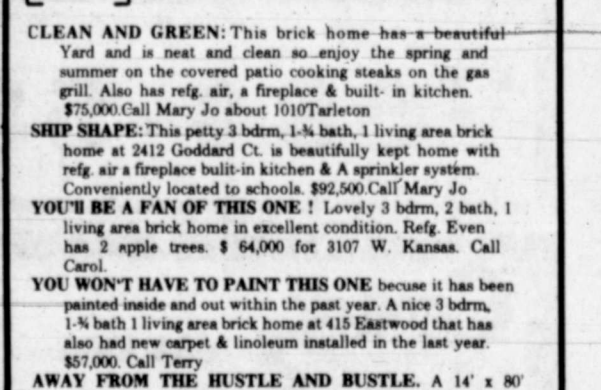 CLEAN AND GREEN: This brick home has a beautiful
Yard and is neat and clean so enjoy the spring and
summer on the covered patio cooking steaks on the gas
grill. Also has refg. air, a fireplace & built- in kitchen.
$75,000.Call Mary Jo about 1010Tarleton
SHIP SHAPE: This petty 3 bdrm, 1-¾ bath, 1 living area brick
home at 2412 Goddard Ct. is beautifully kept home with
refg. air a fireplace bulit-in kitchen & A sprinkler system.
Conveniently located to schools. $92,500.Call Mary Jo
YOU'll BE A FAN OF THIS ONE ! Lovely 3 bdrm, 2 bath, 1
living area brick home in excellent condition. Refg. Even
has 2 apple trees. $ 64,000 for 3107 W. Kansas. Call
Carol.
YOU WON'T HAVE TO PAINT THIS ONE becuse it has been
painted inside and out within the past year. A nice 3 bdrm,
1-¾ bath 1 living area brick home at 415 Eastwood that has
also had new carpet & linoleum installed in the last year.
$57,000. Call Terry
AWAY FROM THE HUSTLE AND BUSTLE. A 14' x 80'